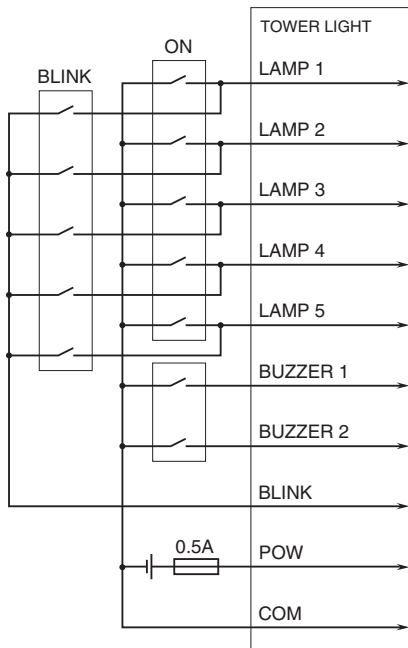 TOWER LIGHT
ON
LAMP 1
BLINK
LAMP 2
LAMP 3
LAMP 4
LAMP 5
BUZZER 1
BUZZER 2
BLINK
0.5A
POW
COM